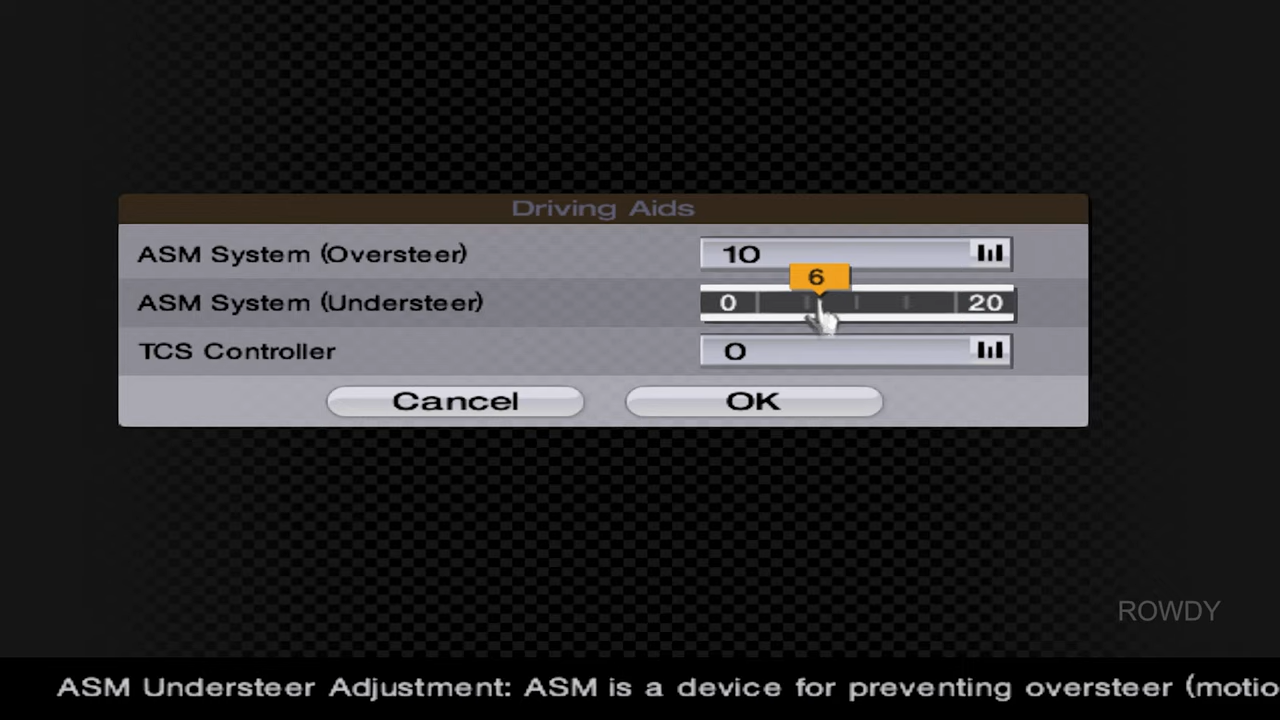 Driving Aids
ASM System (Oversteer) 10
6
ASM System (Understeer) 0 20
TCS Controller 0
Cancel OK
ROWDY
ASM Understeer Adjustment: ASM is a device for preventing oversteer (motio